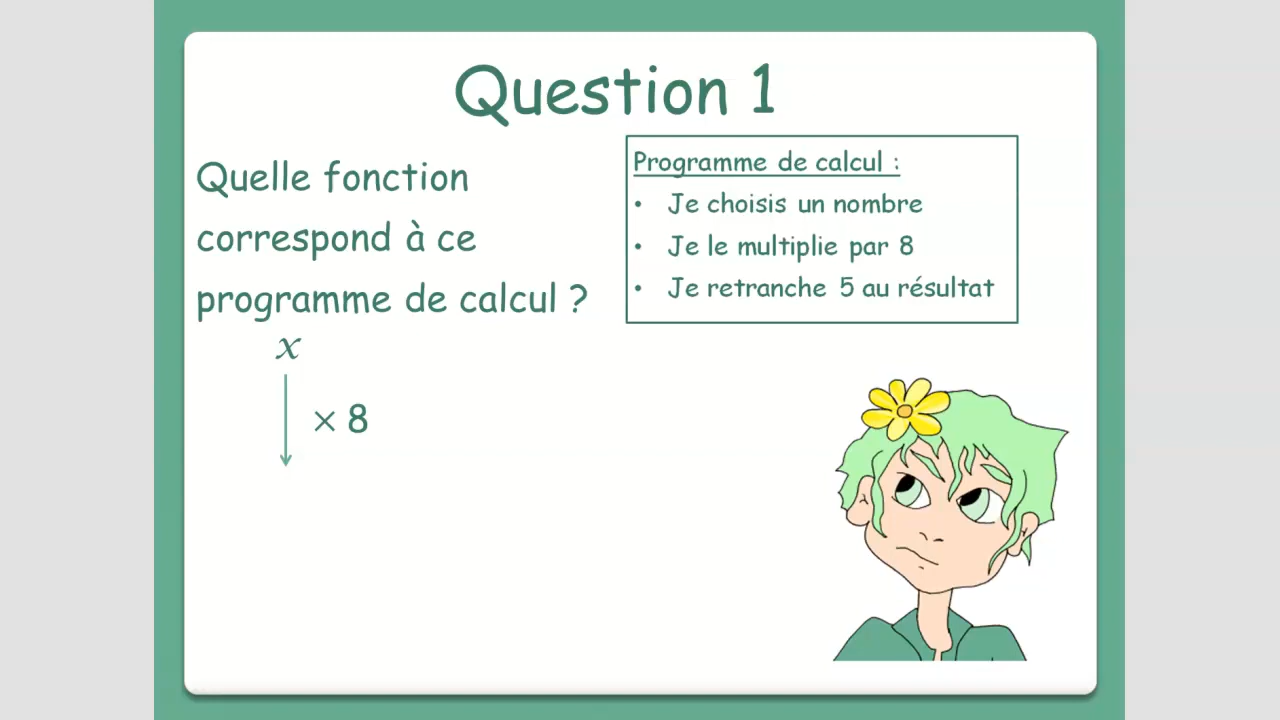 Question 1
Quelle fonction
correspond à ce
programme de calcul ?
Programme de calcul :
• Je choisis un nombre
• Je le multiplie par 8
• Je retranche 5 au résultat
x
× 8